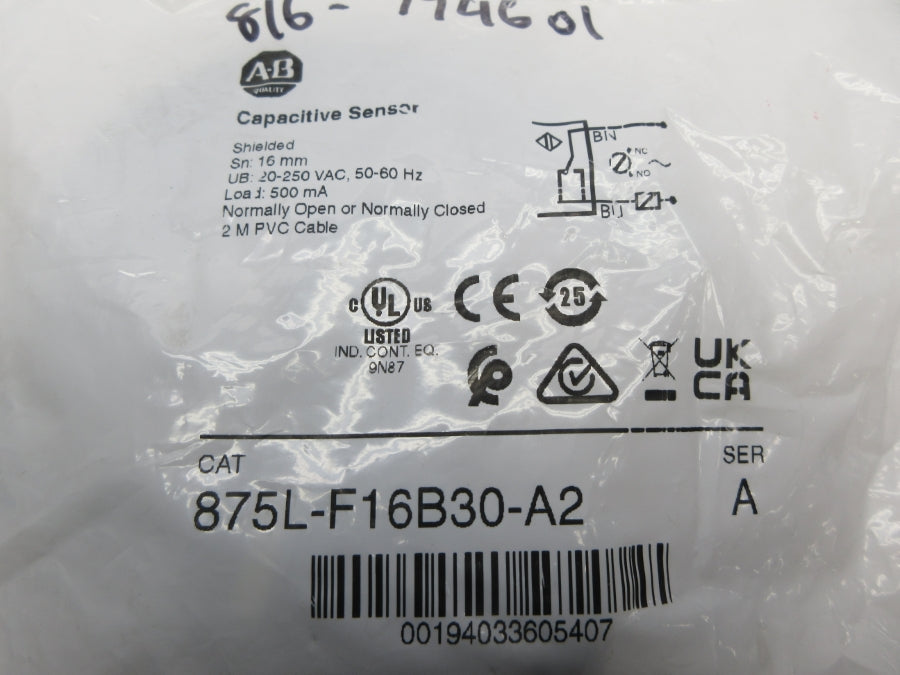 816-
A-B
QUALITY
Capacitive Sensor
Shielded
Sn: 16 mm
UB: 20-250 VAC, 50-60 Hz
Load: 500 mA
Normally Open or Normally Closed
2 M PVC Cable
BN
NC
NO
BU
C UL US
LISTED
IND. CONT. EQ.
9N87
CE
25
UK
CA
CAT
SER
875L-F16B30-A2
A
00194033605407